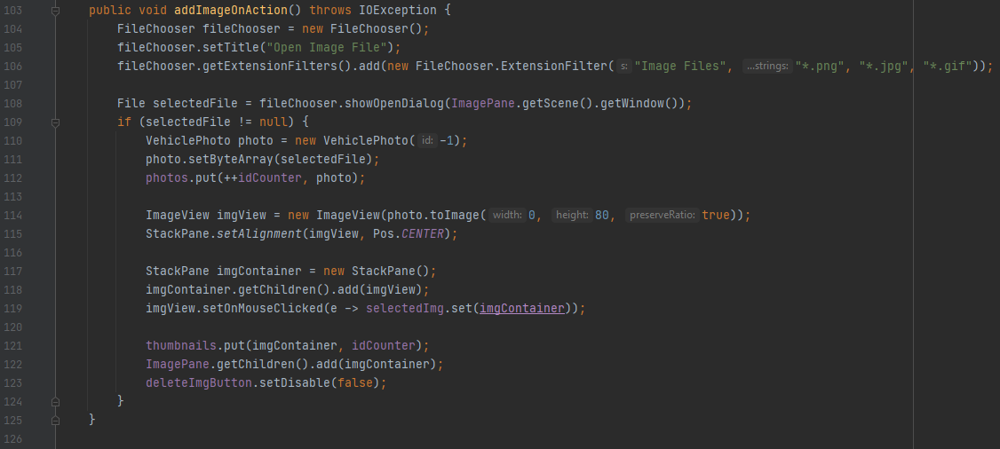 103 public void addImageOnAction() throws IOException {
104 FileChooser fileChooser = new FileChooser();
105 fileChooser.setTitle("Open Image File");
106 fileChooser.getExtensionFilters().add(new FileChooser.ExtensionFilter( s: "Image Files", ...strings: "*.png", "*.jpg", "*.gif"));
107
108 File selectedFile = fileChooser.showOpenDialog(ImagePane.getScene().getWindow());
109 if (selectedFile != null) {
110 VehiclePhoto photo = new VehiclePhoto( id: -1);
111 photo.setByteArray(selectedFile);
112 photos.put(++idCounter, photo);
113
114 ImageView imgView = new ImageView(photo.toImage( width: 0, height: 80, preserveRatio: true));
115 StackPane.setAlignment(imgView, Pos.CENTER);
116
117 StackPane imgContainer = new StackPane();
118 imgContainer.getChildren().add(imgView);
119 imgView.setOnMouseClicked(e -> selectedImg.set(imgContainer));
120
121 thumbnails.put(imgContainer, idCounter);
122 ImagePane.getChildren().add(imgContainer);
123 deleteImgButton.setDisable(false);
124 }
125 }
126